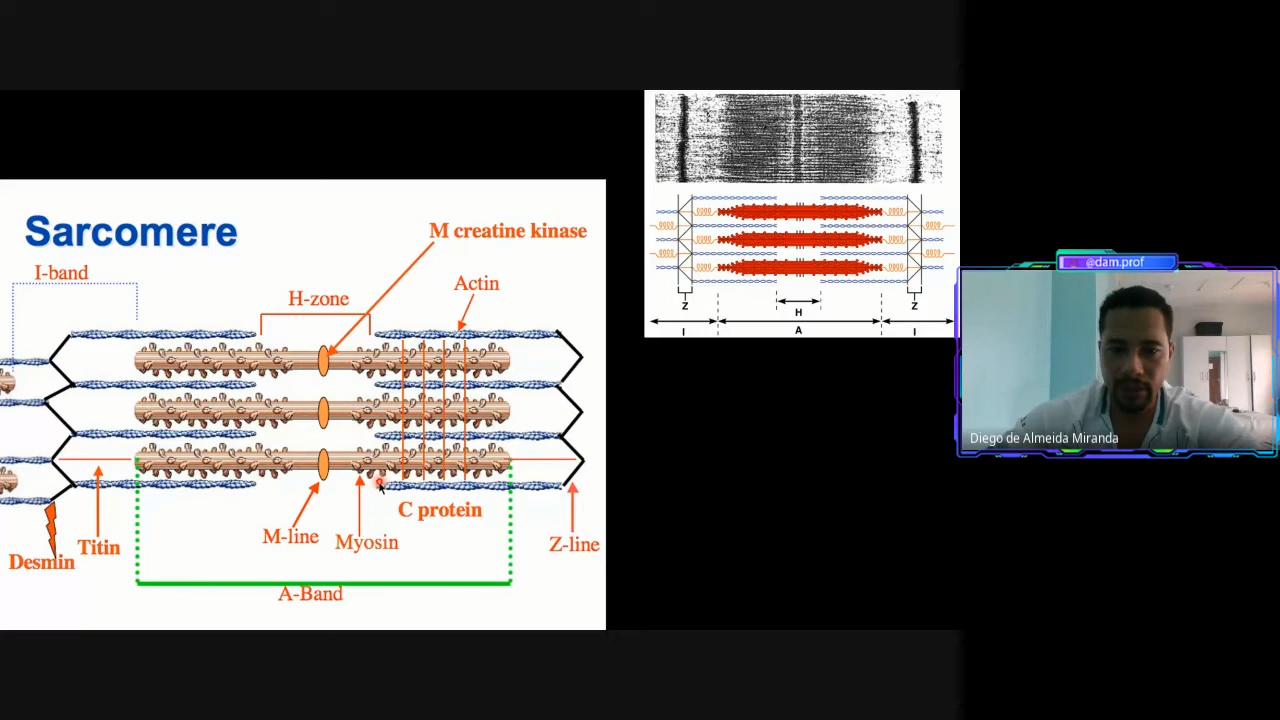 Sarcomere
M creatine kinase
I-band
H-zone
Actin
C protein
M-line
Myosin
Z-line
Titin
Desmin
A-Band
Z
Z
H
I
A
I
@dam.prof
Diego de Almeida Miranda